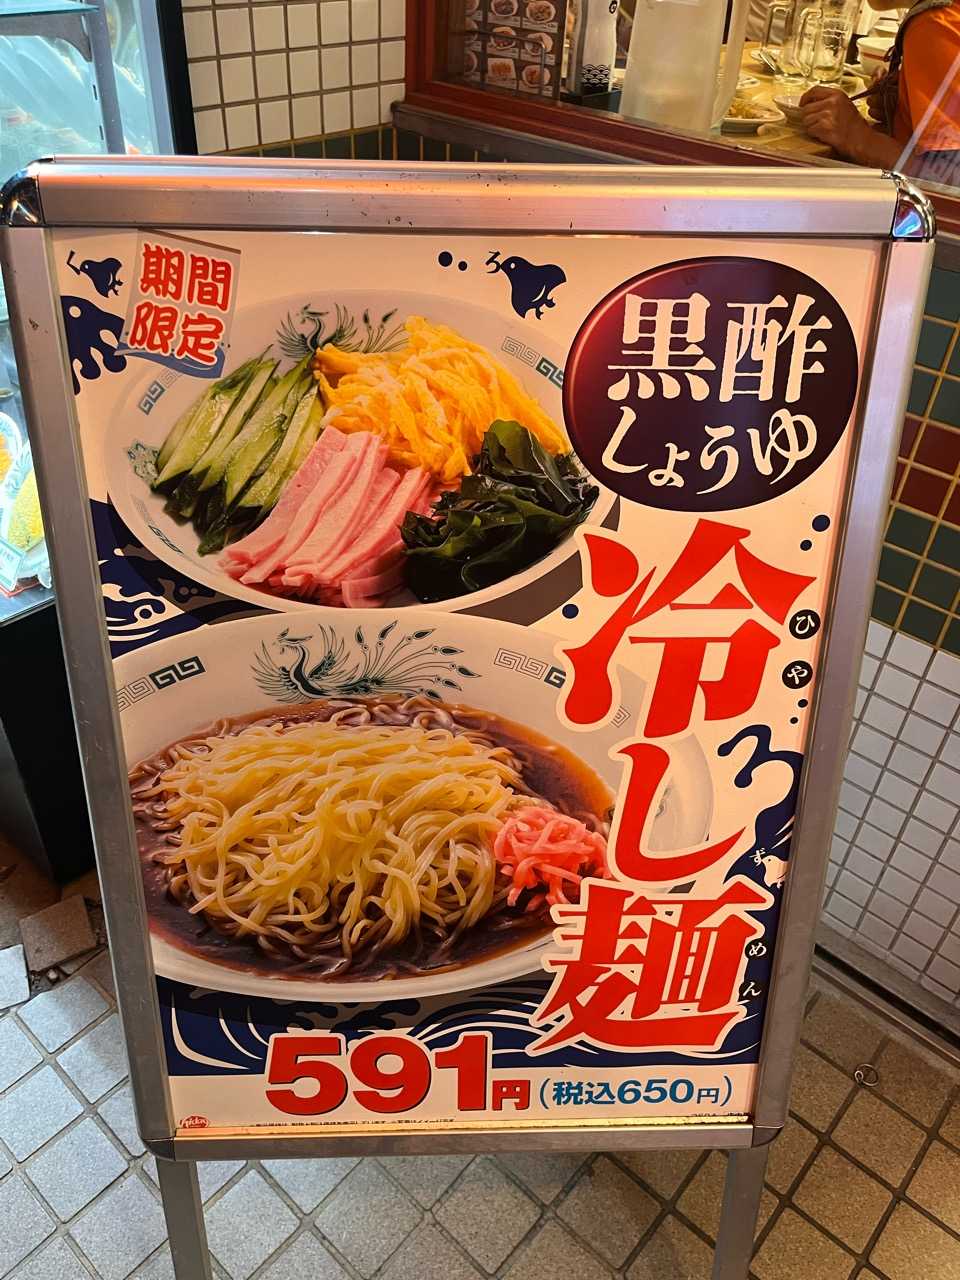 期間
限定
黒酢
しょうゆ
冷し麺
ひや
めん
591円(税込650円)